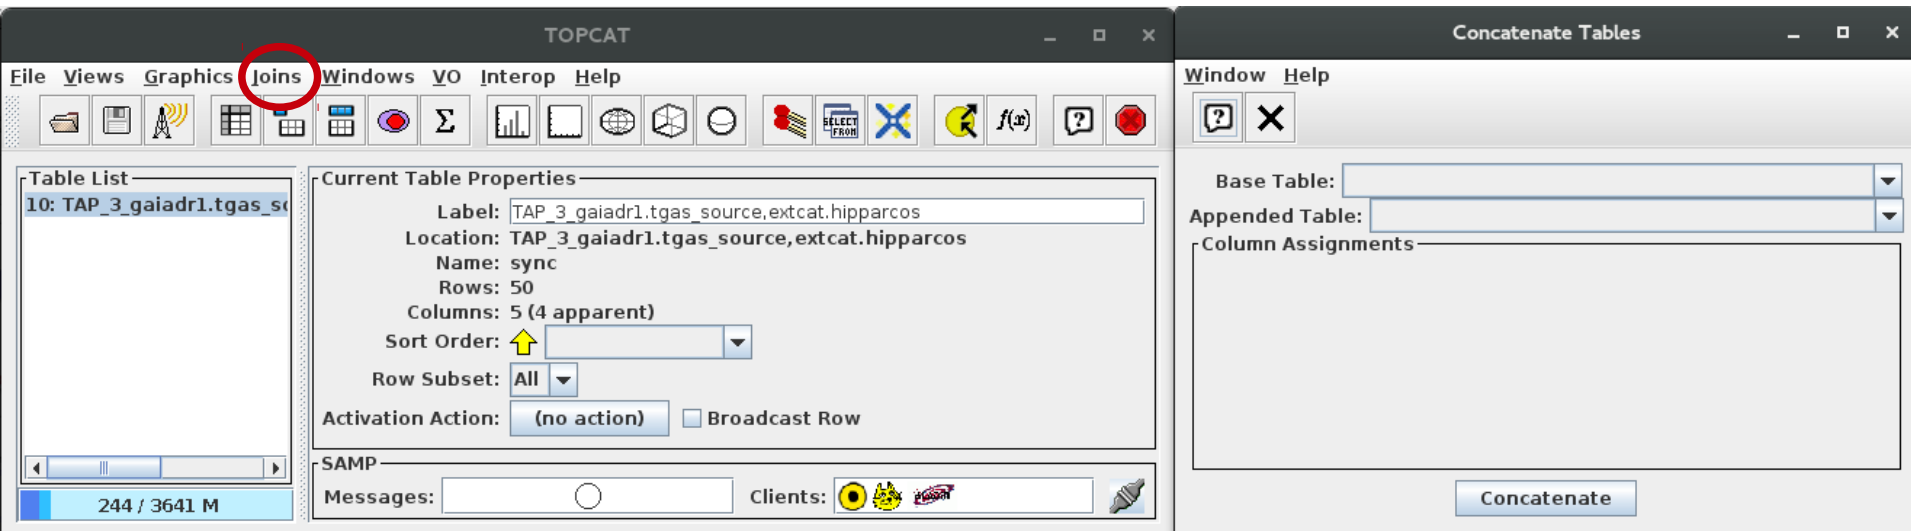 TOPCAT
File Views Graphics Joins Windows VO Interop Help
SELECT
FROM
f(x)
Table List
10: TAP_3_gaiadr1.tgas_s
244 / 3641 M
Current Table Properties
Label: TAP_3_gaiadr1.tgas_source,extcat.hipparcos
Location: TAP_3_gaiadr1.tgas_source,extcat.hipparcos
Name: sync
Rows: 50
Columns: 5 (4 apparent)
Sort Order:
Row Subset: All
Activation Action: (no action) Broadcast Row
SAMP
Messages: Clients:
Concatenate Tables
Window Help
Base Table:
Appended Table:
Column Assignments
Concatenate